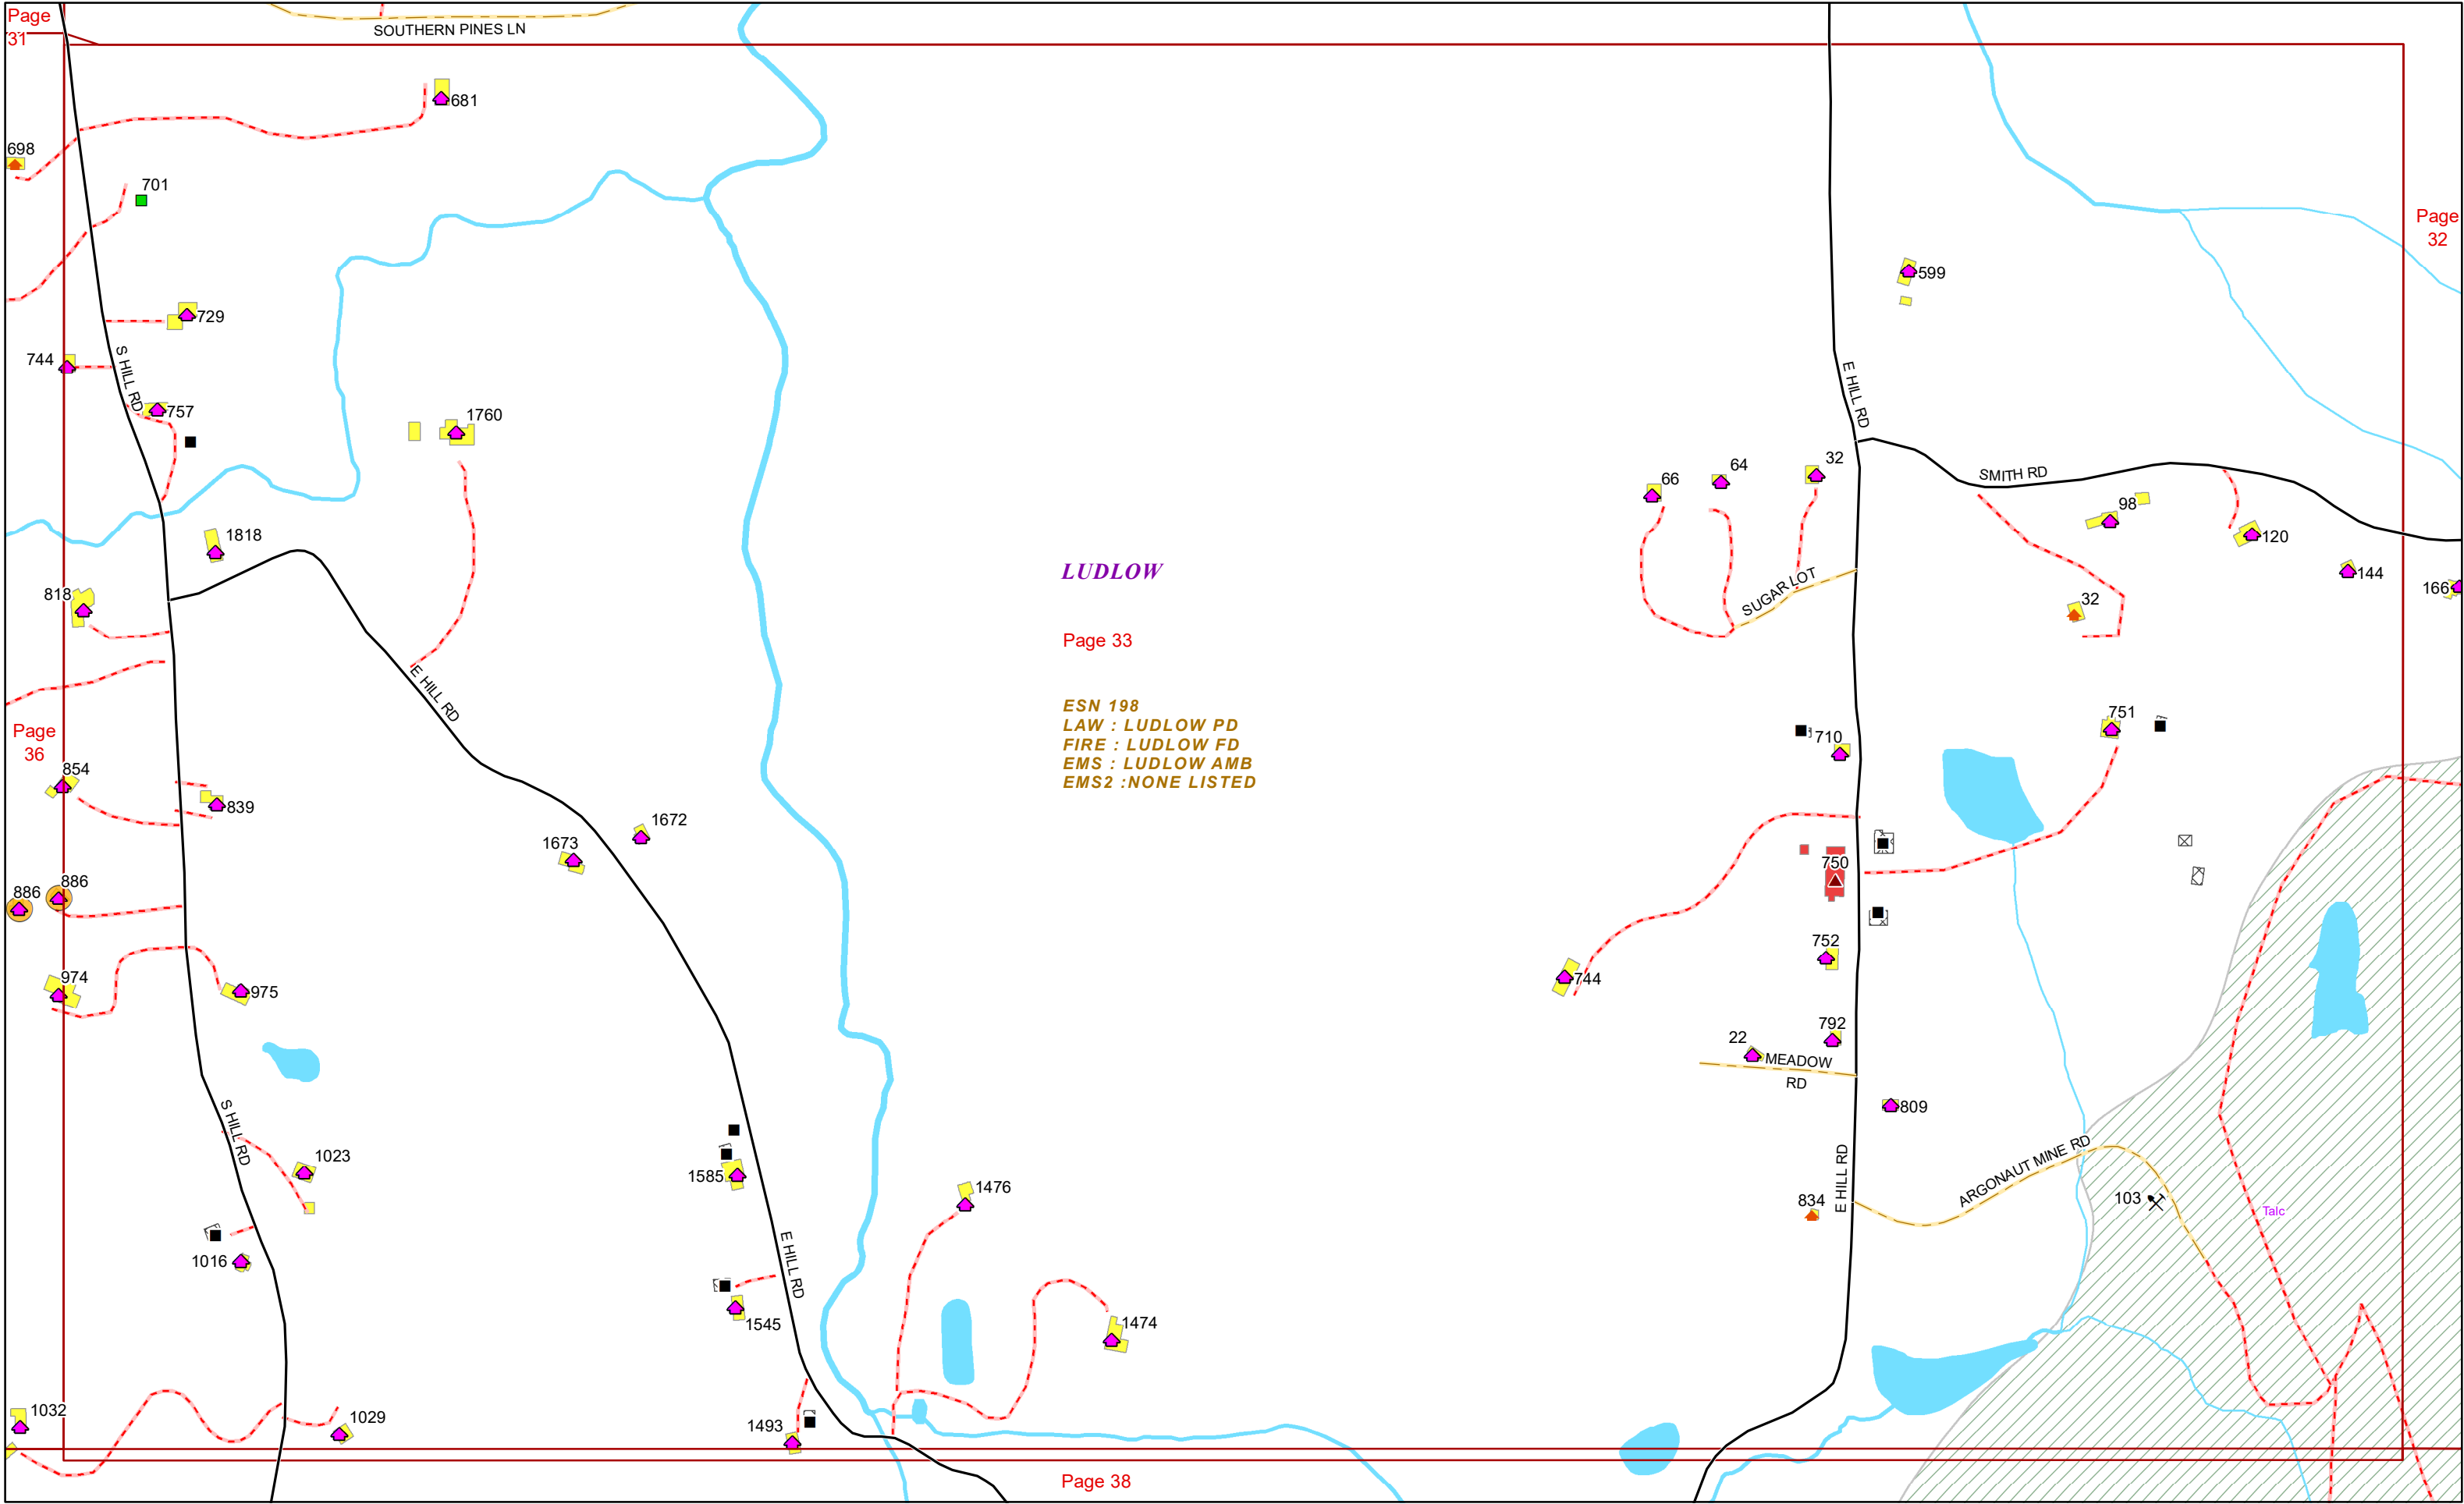 Page
31
SOUTHERN PINES LN
681
698
701
Page
32
599
729
744
S HILL RD
757
1760
E HILL RD
66
64
32
SMITH RD
98
120
1818
LUDLOW
144
166
818
SUGAR LOT
32
Page 33
E HILL RD
ESN 198
LAW : LUDLOW PD
FIRE : LUDLOW FD
EMS : LUDLOW AMB
EMS2 :NONE LISTED
Page
36
751
710
854
839
1672
1673
750
886
886
752
974
975
744
792
22
MEADOW
RD
809
S HILL RD
1023
1585
1476
E HILL RD
ARGONAUT MINE RD
834
103
Talc
1016
E HILL RD
1545
1474
1032
1029
1493
Page 38